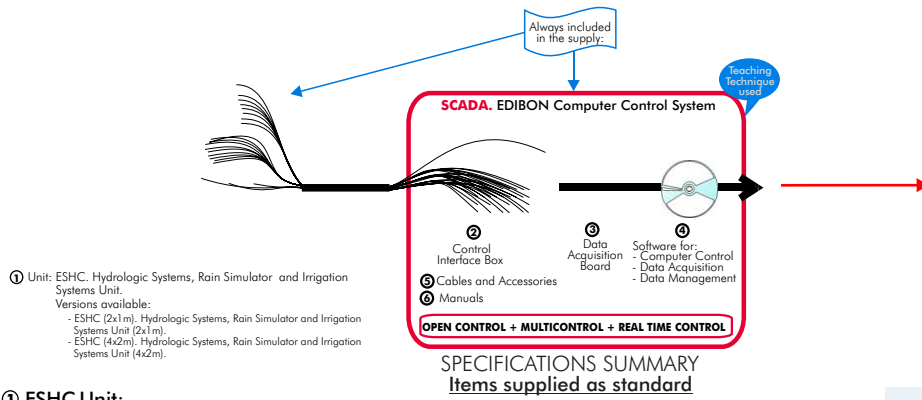 Always included
in the supply:
Teaching
Technique
used
SCADA. EDIBON Computer Control System
② 
Control
Interface Box
③
Data
Acquisition
Board
④
Software for:
- Computer Control
- Data Acquisition
- Data Management
⑤ Cables and Accessories
⑥ Manuals
OPEN CONTROL + MULTICONTROL + REAL TIME CONTROL
① Unit: ESHC. Hydrologic Systems, Rain Simulator and Irrigation
Systems Unit.
Versions available:
- ESHC (2x1m). Hydrologic Systems, Rain Simulator and Irrigation
Systems Unit (2x1m).
- ESHC (4x2m). Hydrologic Systems, Rain Simulator and Irrigation
Systems Unit (4x2m).
SPECIFICATIONS SUMMARY
Items supplied as standard
① ESHC Unit: